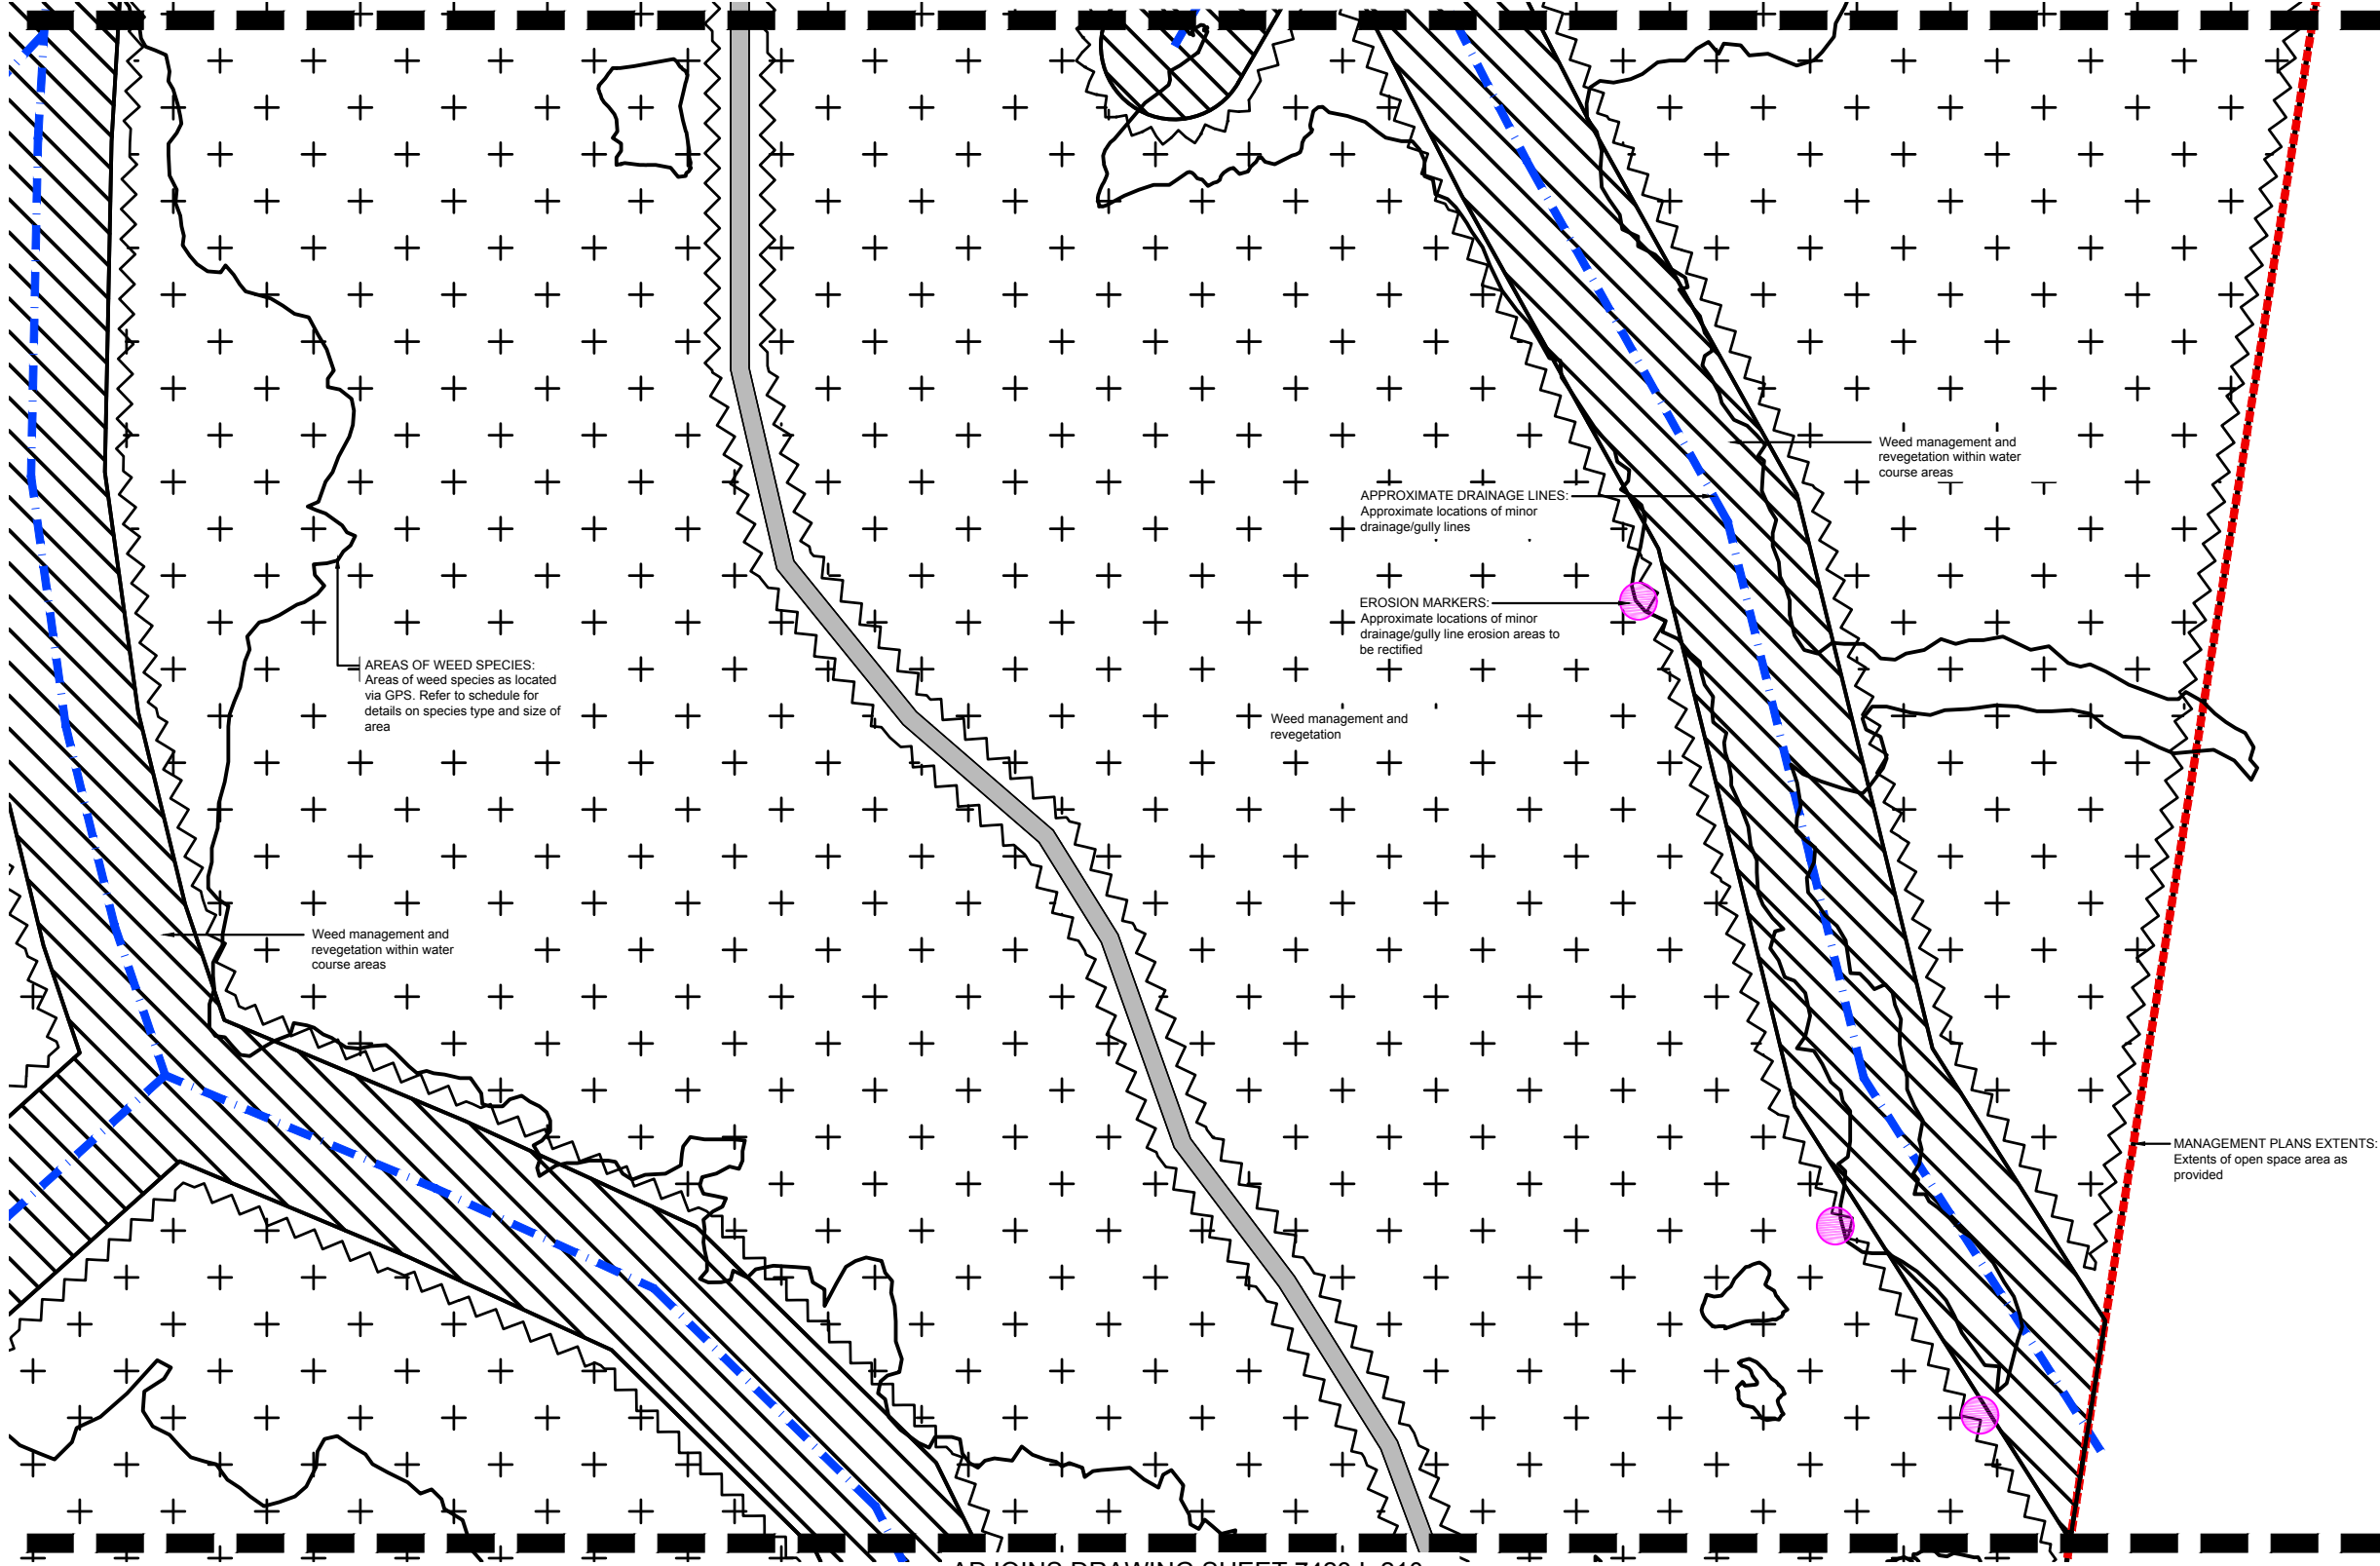 Weed management and
revegetation within water
course areas
APPROXIMATE DRAINAGE LINES:
Approximate locations of minor
drainage/gully lines
EROSION MARKERS:
Approximate locations of minor
drainage/gully line erosion areas to
be rectified
AREAS OF WEED SPECIES:
Areas of weed species as located
via GPS. Refer to schedule for
details on species type and size of
area
Weed management and
revegetation
Weed management and
revegetation within water
course areas
MANAGEMENT PLANS EXTENTS:
Extents of open space area as
provided
ADJOINS DRAWING SHEET